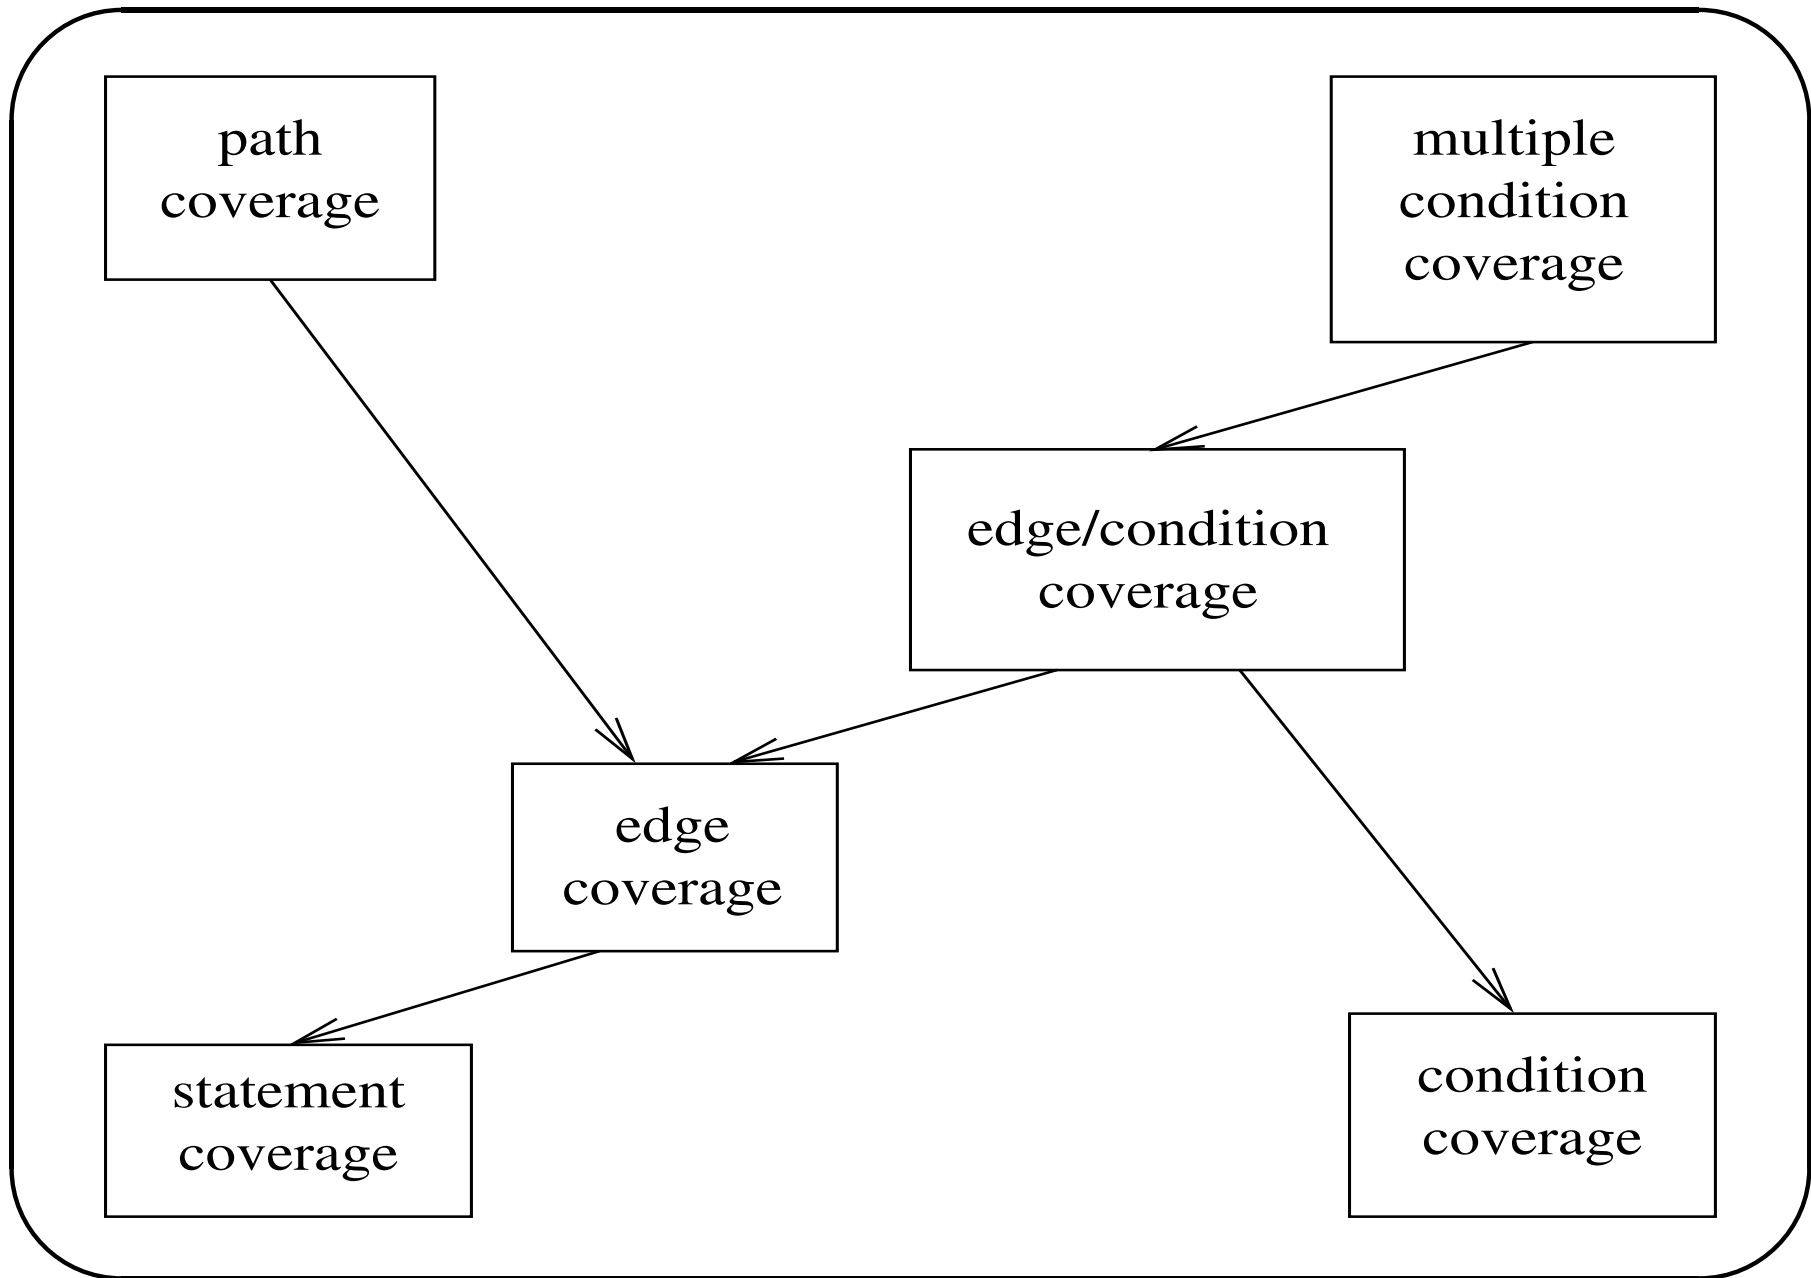 path
coverage
multiple
condition
coverage
edge/condition
coverage
edge
coverage
statement
coverage
condition
coverage